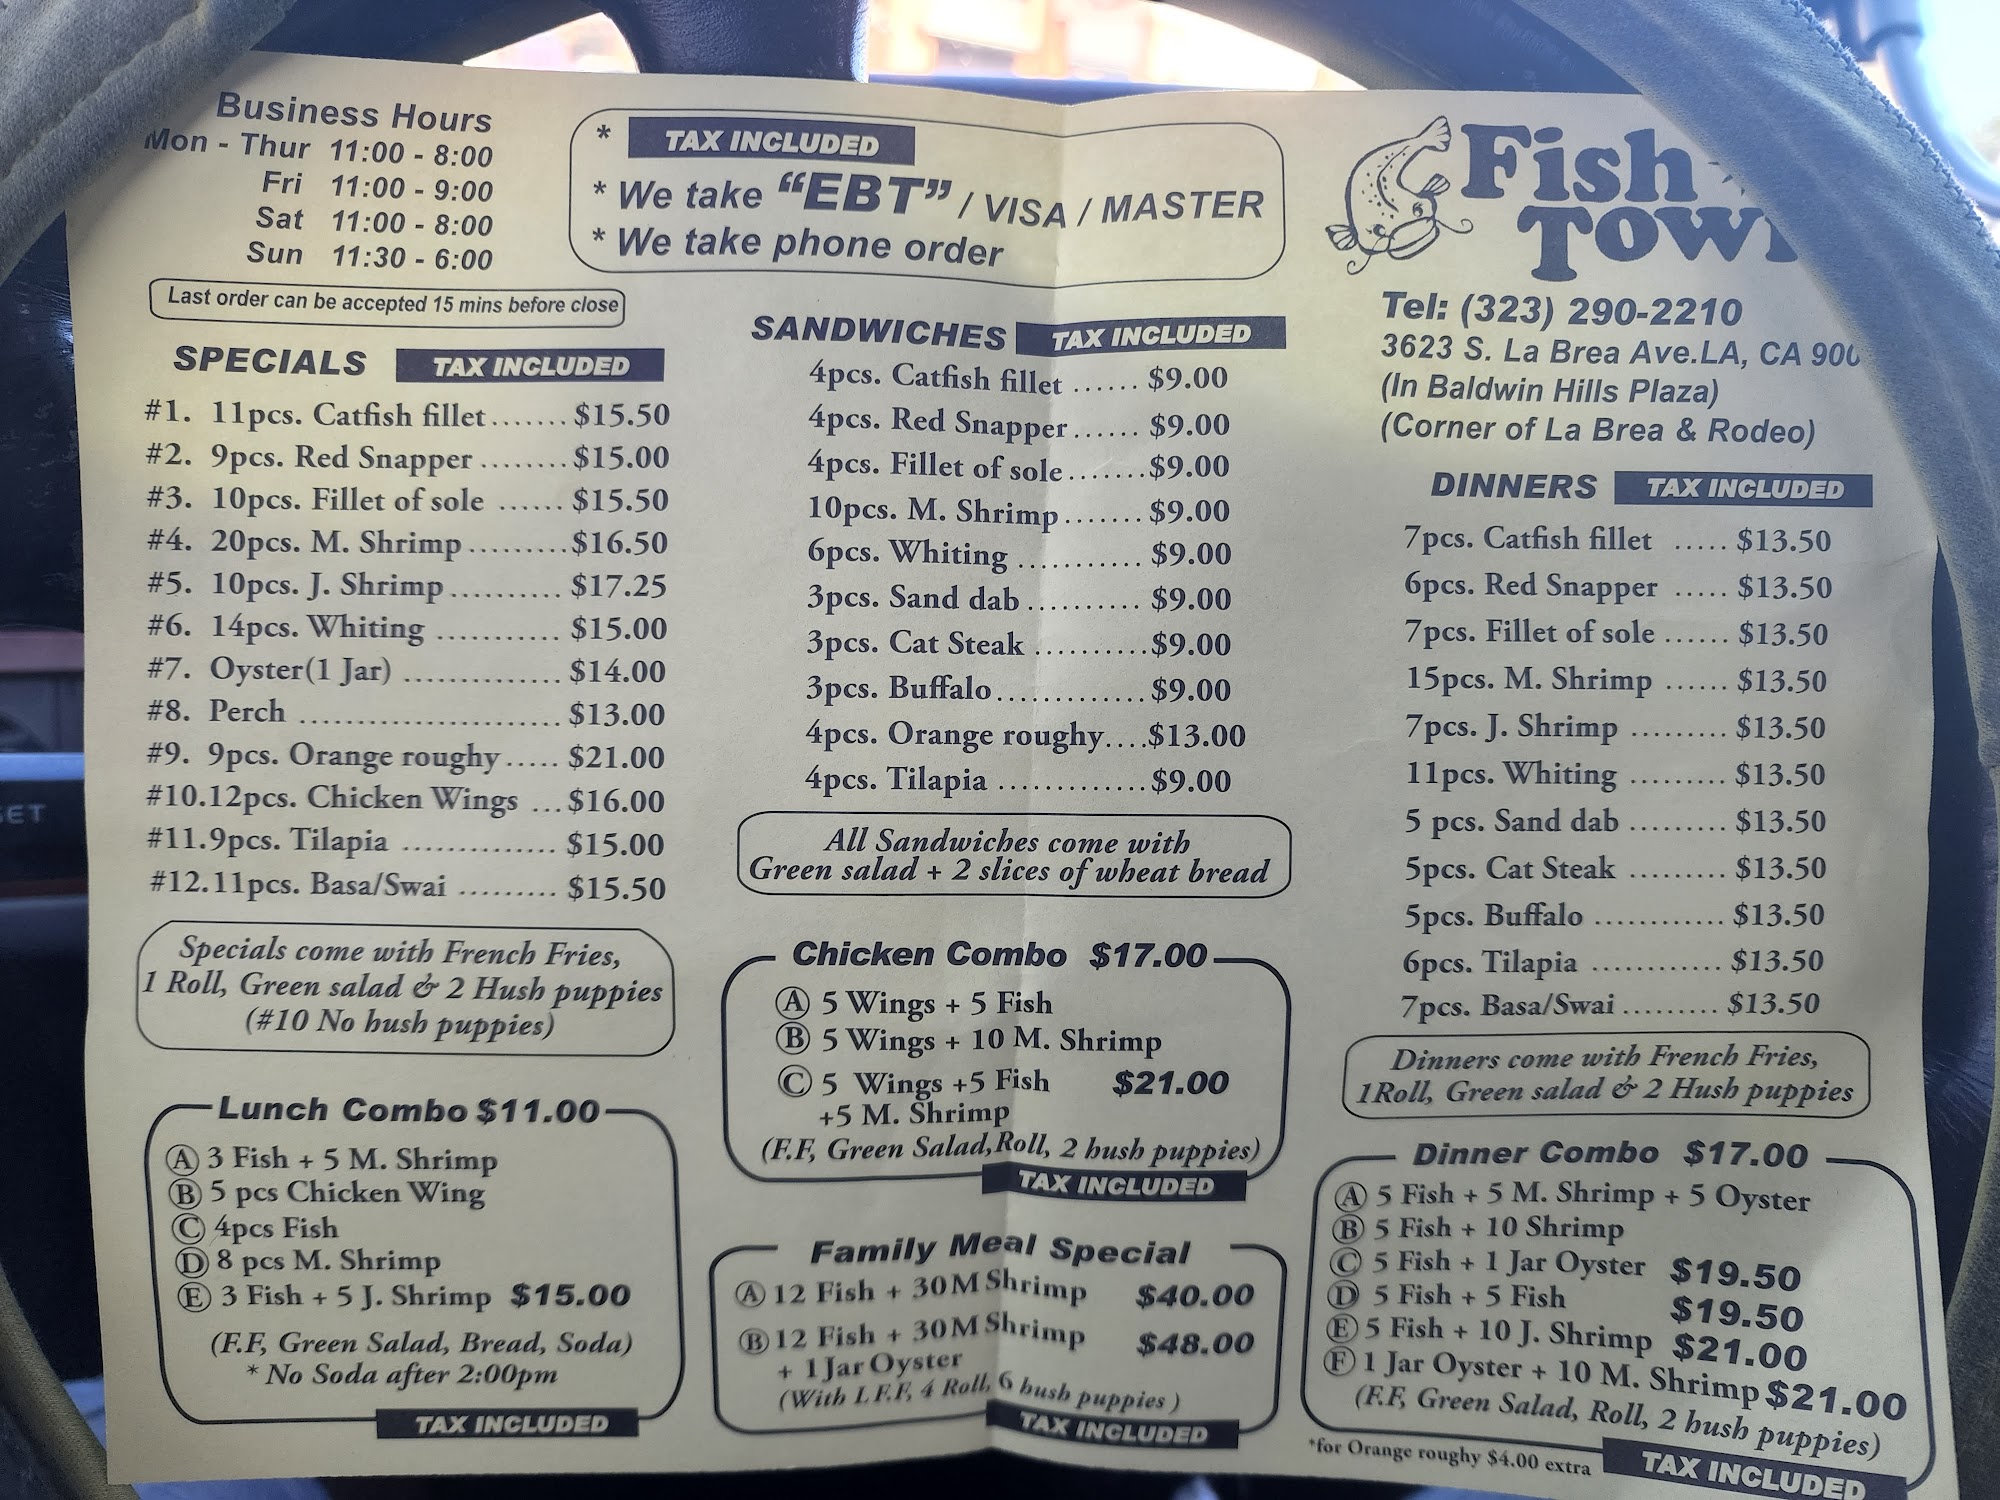 Business Hours
Mon - Thur 11:00 - 8:00
Fri 11:00 - 9:00
Sat 11:00 - 8:00
Sun 11:30 - 6:00
Last order can be accepted 15 mins before close
SPECIALS TAX INCLUDED
#1. 11pcs. Catfish fillet....... $15.50
#2. 9pcs. Red Snapper ........ $15.00
#3. 10pcs. Fillet of sole ...... $15.50
#4. 20pcs. M. Shrimp ......... $16.50
#5. 10pcs. J. Shrimp .......... $17.25
#6. 14pcs. Whiting ........... $15.00
#7. Oyster(1 Jar) .............. $14.00
#8. Perch ....................... $13.00
#9. 9pcs. Orange roughy ..... $21.00
#10.12pcs. Chicken Wings ... $16.00
#11.9pcs. Tilapia .............. $15.00
#12.11pcs. Basa/Swai ......... $15.50
Specials come with French Fries,
1 Roll, Green salad & 2 Hush puppies
(#10 No hush puppies)
Lunch Combo $11.00
Ⓐ 3 Fish + 5 M. Shrimp
Ⓑ 5 pcs Chicken Wing
Ⓒ 4pcs Fish
Ⓓ 8 pcs M. Shrimp
Ⓔ 3 Fish + 5 J. Shrimp $15.00
(F.F, Green Salad, Bread, Soda)
* No Soda after 2:00pm
TAX INCLUDED
* TAX INCLUDED
* We take “EBT” / VISA / MASTER
* We take phone order
SANDWICHES TAX INCLUDED
4pcs. Catfish fillet ...... $9.00
4pcs. Red Snapper ...... $9.00
4pcs. Fillet of sole ....... $9.00
10pcs. M. Shrimp ....... $9.00
6pcs. Whiting ........... $9.00
3pcs. Sand dab .......... $9.00
3pcs. Cat Steak .......... $9.00
3pcs. Buffalo ............. $9.00
4pcs. Orange roughy.... $13.00
4pcs. Tilapia ............. $9.00
All Sandwiches come with
Green salad + 2 slices of wheat bread
Chicken Combo $17.00
Ⓐ 5 Wings + 5 Fish
Ⓑ 5 Wings + 10 M. Shrimp
Ⓒ 5 Wings +5 Fish $21.00
+5 M. Shrimp
(F.F, Green Salad, Roll, 2 hush puppies)
TAX INCLUDED
Family Meal Special
Ⓐ 12 Fish + 30 M Shrimp $40.00
Ⓑ 12 Fish + 30 M Shrimp $48.00
+ 1 Jar Oyster
(With L F.F, 4 Roll, 6 hush puppies )
TAX INCLUDED
Fish
TOW
Tel: (323) 290-2210
3623 S. La Brea Ave.LA, CA 900
(In Baldwin Hills Plaza)
(Corner of La Brea & Rodeo)
DINNERS TAX INCLUDED
7pcs. Catfish fillet ..... $13.50
6pcs. Red Snapper ..... $13.50
7pcs. Fillet of sole ...... $13.50
15pcs. M. Shrimp ...... $13.50
7pcs. J. Shrimp ......... $13.50
11pcs. Whiting ......... $13.50
5 pcs. Sand dab ......... $13.50
5pcs. Cat Steak ......... $13.50
5pcs. Buffalo ............ $13.50
6pcs. Tilapia ............ $13.50
7pcs. Basa/Swai ......... $13.50
Dinners come with French Fries,
1Roll, Green salad & 2 Hush puppies
Dinner Combo $17.00
Ⓐ 5 Fish + 5 M. Shrimp + 5 Oyster
Ⓑ 5 Fish + 10 Shrimp
Ⓒ 5 Fish + 1 Jar Oyster $19.50
Ⓓ 5 Fish + 5 Fish $19.50
Ⓔ 5 Fish + 10 J. Shrimp $21.00
Ⓕ 1 Jar Oyster + 10 M. Shrimp $21.00
(F.F, Green Salad, Roll, 2 hush puppies)
*for Orange roughy $4.00 extra
TAX INCLUDED